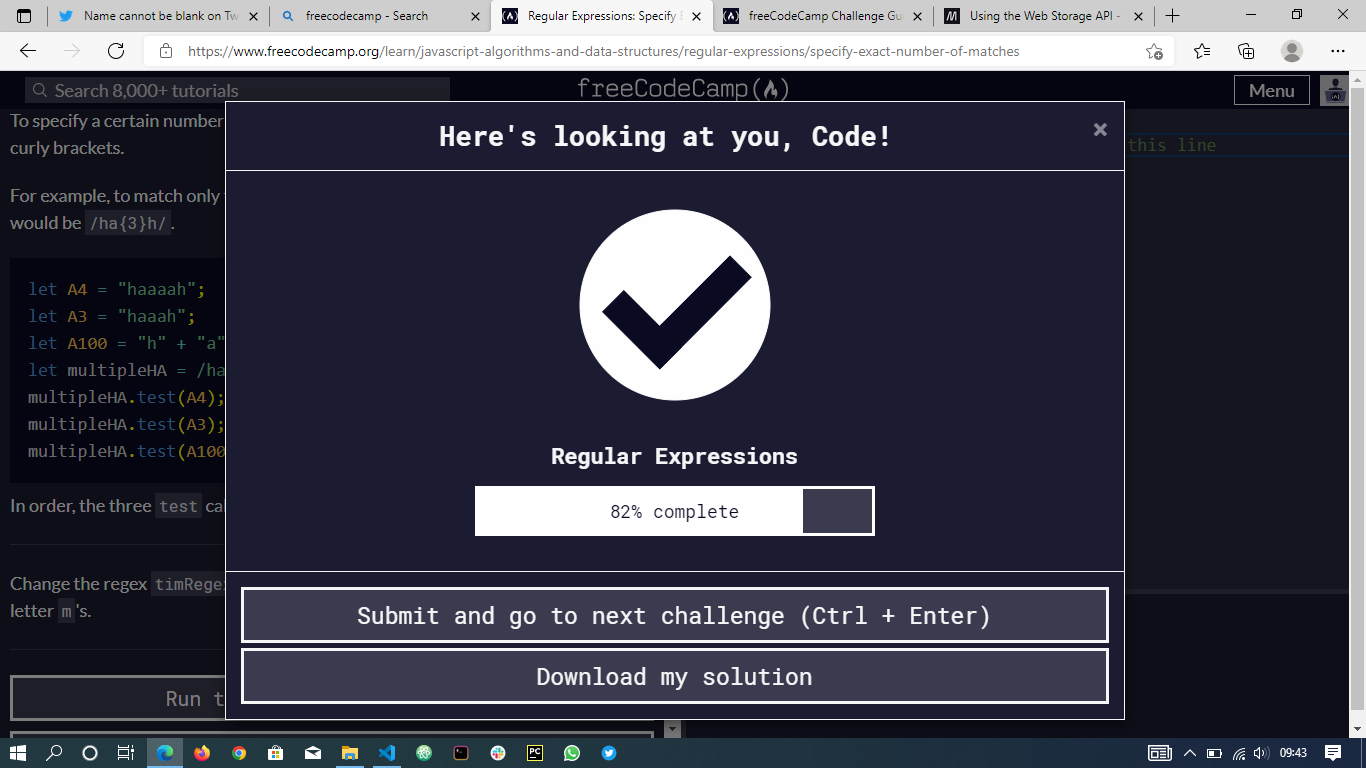 Name cannot be blank on Tw
freecodecamp - Search
Regular Expressions: Specify E
freeCodeCamp Challenge Gu
Using the Web Storage API -
https://www.freecodecamp.org/learn/javascript-algorithms-and-data-structures/regular-expressions/specify-exact-number-of-matches
Search 8,000+ tutorials
freeCodeCamp
Menu
To specify a certain number
curly brackets.
For example, to match only
would be /ha{3}h/.
let A4 = "haaaah";
let A3 = "haaah";
let A100 = "h" + "a"
let multipleHA = /ha
multipleHA.test(A4);
multipleHA.test(A3);
multipleHA.test(A100
In order, the three test cal
Change the regex timRege
letter m's.
Run t
this line
Here's looking at you, Code!
×
Regular Expressions
82% complete
Submit and go to next challenge (Ctrl + Enter)
Download my solution
PC
09:43